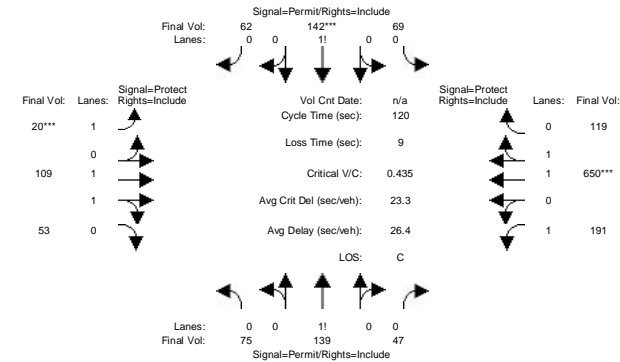 Signal=Permit/Rights=Include
Final Vol: 62 142*** 69
Lanes: 0 0 1! 0 0
Signal=Protect
Final Vol: Lanes: Rights=Include
Vol Cnt Date: n/a
Signal=Protect
Rights=Include Lanes: Final Vol:
Cycle Time (sec): 120
20*** 1
0 119
Loss Time (sec): 9
0
1
109 1
Critical V/C: 0.435
1 650***
1
Avg Crit Del (sec/veh): 23.3
0
53 0
Avg Delay (sec/veh): 26.4
1 191
LOS: C
Lanes: 0 0 1! 0 0
Final Vol: 75 139 47
Signal=Permit/Rights=Include